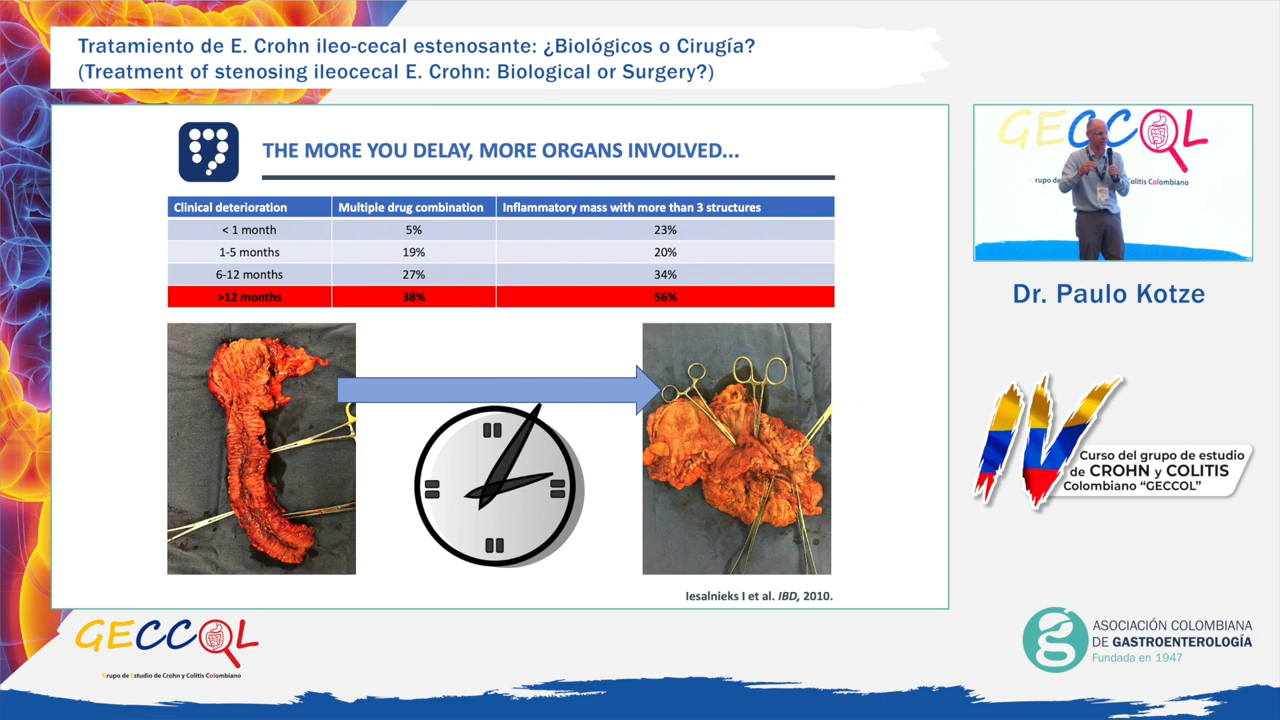 Tratamiento de E. Crohn ileo-cecal estenosante: ¿Biológicos o Cirugía?
(Treatment of stenosing ileocecal E. Crohn: Biological or Surgery?)
THE MORE YOU DELAY, MORE ORGANS INVOLVED...
Clinical deterioration Multiple drug combination Inflammatory mass with more than 3 structures
< 1 month 5% 23%
1-5 months 19% 20%
6-12 months 27% 34%
>12 months 38% 56%
Iesalnieks I et al. IBD, 2010.
GECCOL
rupo de Colitis Colombiano
Dr. Paulo Kotze
IV
Curso del grupo de estudio
de CROHN y COLITIS
Colombiano “GECCOL”
GECCOL
Grupo de Estudio de Crohn y Colitis Colombiano
ASOCIACIÓN COLOMBIANA
DE GASTROENTEROLOGÍA
Fundada en 1947